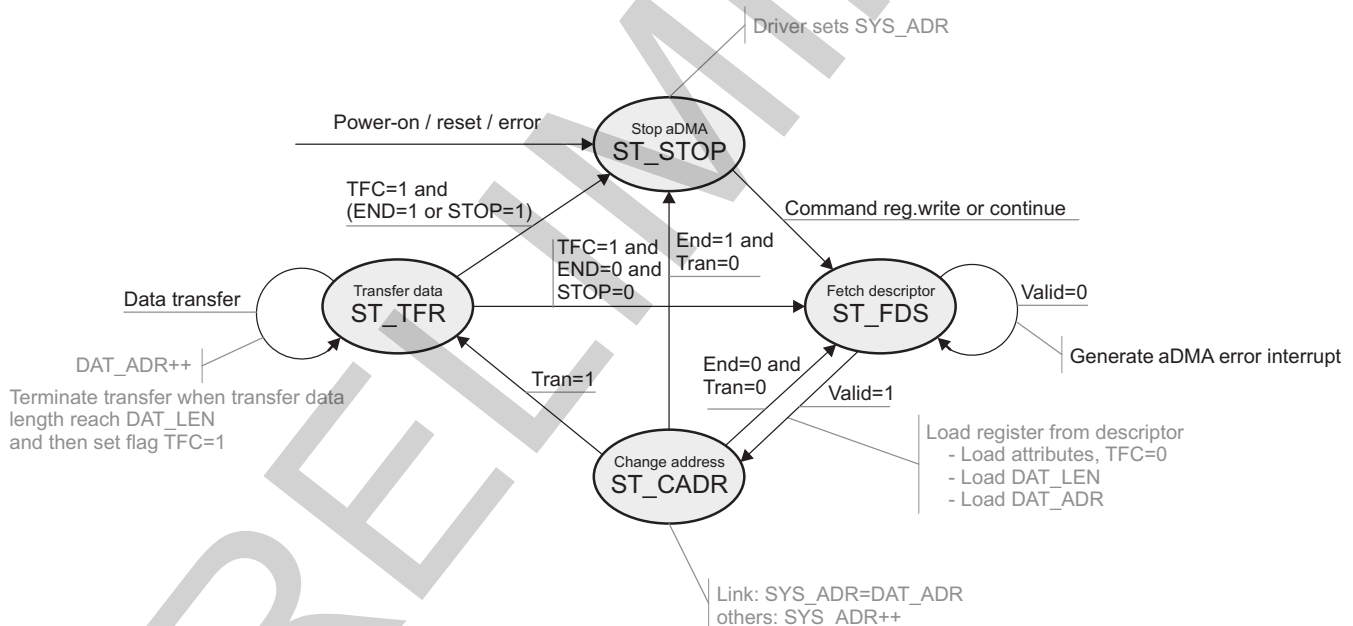 Driver sets SYS_ADR
Power-on / reset / error
Stop aDMA
ST_STOP
TFC=1 and
(END=1 or STOP=1)
Command reg.write or continue
TFC=1 and
END=0 and
STOP=0
End=1 and
Tran=0
Data transfer
Transfer data
ST_TFR
Fetch descriptor
ST_FDS
Valid=0
Generate aDMA error interrupt
DAT_ADR++
Terminate transfer when transfer data
length reach DAT_LEN
and then set flag TFC=1
Tran=1
End=0 and
Tran=0
Valid=1
Load register from descriptor
- Load attributes, TFC=0
- Load DAT_LEN
- Load DAT_ADR
Change address
ST_CADR
Link: SYS_ADR=DAT_ADR
others: SYS_ADR++
RELIMI